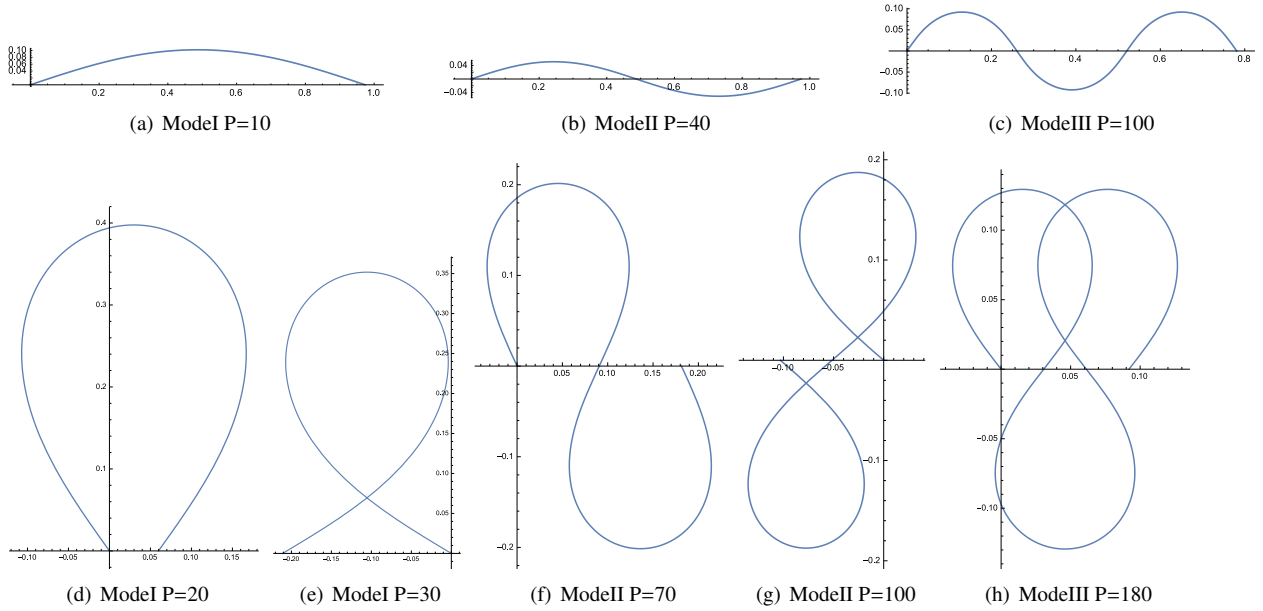 0.10
0.08
0.06
0.04
0.2 0.4 0.6 0.8 1.0
(a) ModeI P=10
0.04
-0.04
0.2 0.4 0.6 0.8 1.0
(b) ModeII P=40
0.10
0.05
-0.05
-0.10
0.2 0.4 0.6 0.8
(c) ModeIII P=100
0.4
0.3
0.2
0.1
-0.10 -0.05 0.05 0.10 0.15
(d) ModeI P=20
0.35
0.30
0.25
0.20
0.15
0.10
0.05
-0.20 -0.15 -0.10 -0.05
(e) ModeI P=30
0.2
0.1
0.05 0.10 0.15 0.20
-0.1
-0.2
(f) ModeII P=70
0.2
0.1
-0.10 -0.05
-0.1
-0.2
(g) ModeII P=100
0.10
0.05
0.05 0.10
-0.05
-0.10
(h) ModeIII P=180